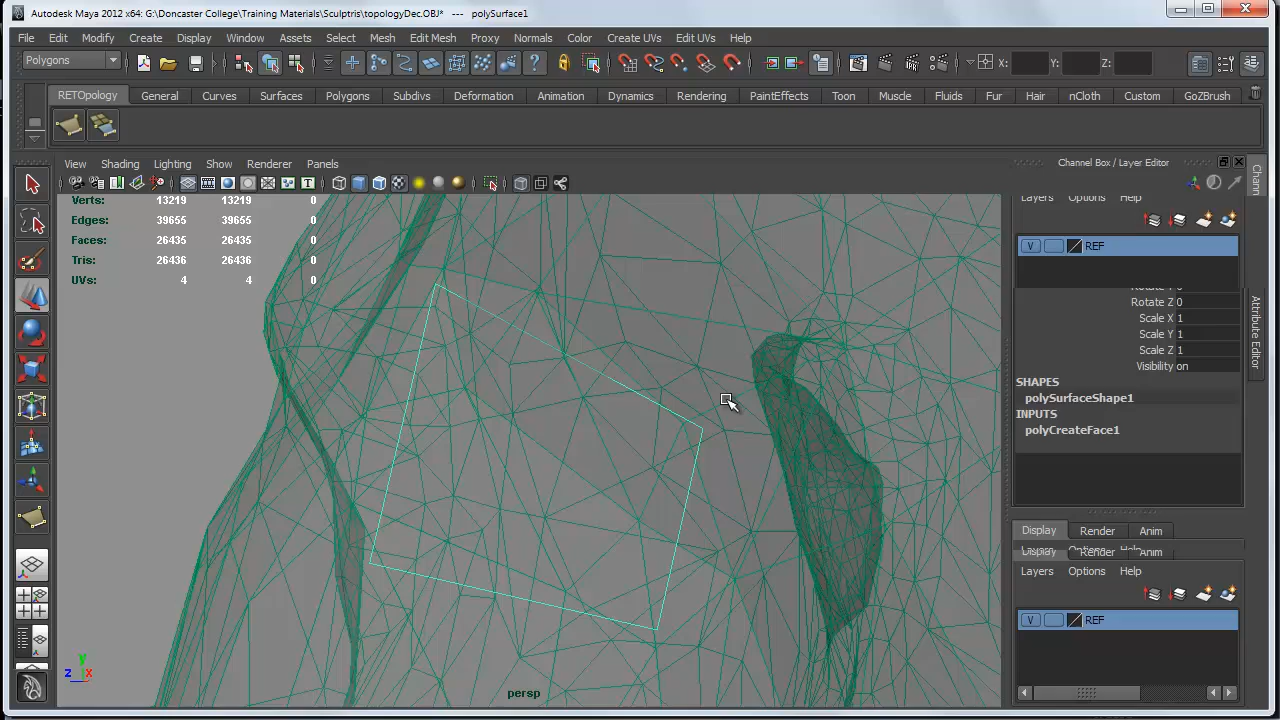 Autodesk Maya 2012 x64: G:\Doncaster College\Training Materials\Sculptris\topologyDec.OBJ* --- polySurface1
File Edit Modify Create Display Window Assets Select Mesh Edit Mesh Proxy Normals Color Create UVs Edit UVs Help
Polygons X: Y: Z:
RETopology General Curves Surfaces Polygons Subdivs Deformation Animation Dynamics Rendering PaintEffects Toon Muscle Fluids Fur Hair nCloth Custom GoZBrush
View Shading Lighting Show Renderer Panels
Channel Box / Layer Editor
Verts: 13219 13219 0
Edges: 39655 39655 0
Faces: 26435 26435 0
Tris: 26436 26436 0
UVs: 4 4 0
Layers Options Help
V REF
Rotate Z 0
Scale X 1
Scale Y 1
Scale Z 1
Visibility on
SHAPES
polySurfaceShape1
INPUTS
polyCreateFace1
Attribute Editor
Display Render Anim
Display Render Anim
Layers Options Help
V REF
y
z x
persp